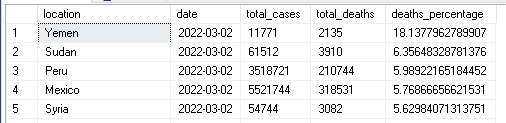 location date total_cases total_deaths deaths_percentage
1 Yemen 2022-03-02 11771 2135 18.1377962789907
2 Sudan 2022-03-02 61512 3910 6.35648328781376
3 Peru 2022-03-02 3518721 210744 5.98922165184452
4 Mexico 2022-03-02 5521744 318531 5.76866656621531
5 Syria 2022-03-02 54744 3082 5.62984071313751